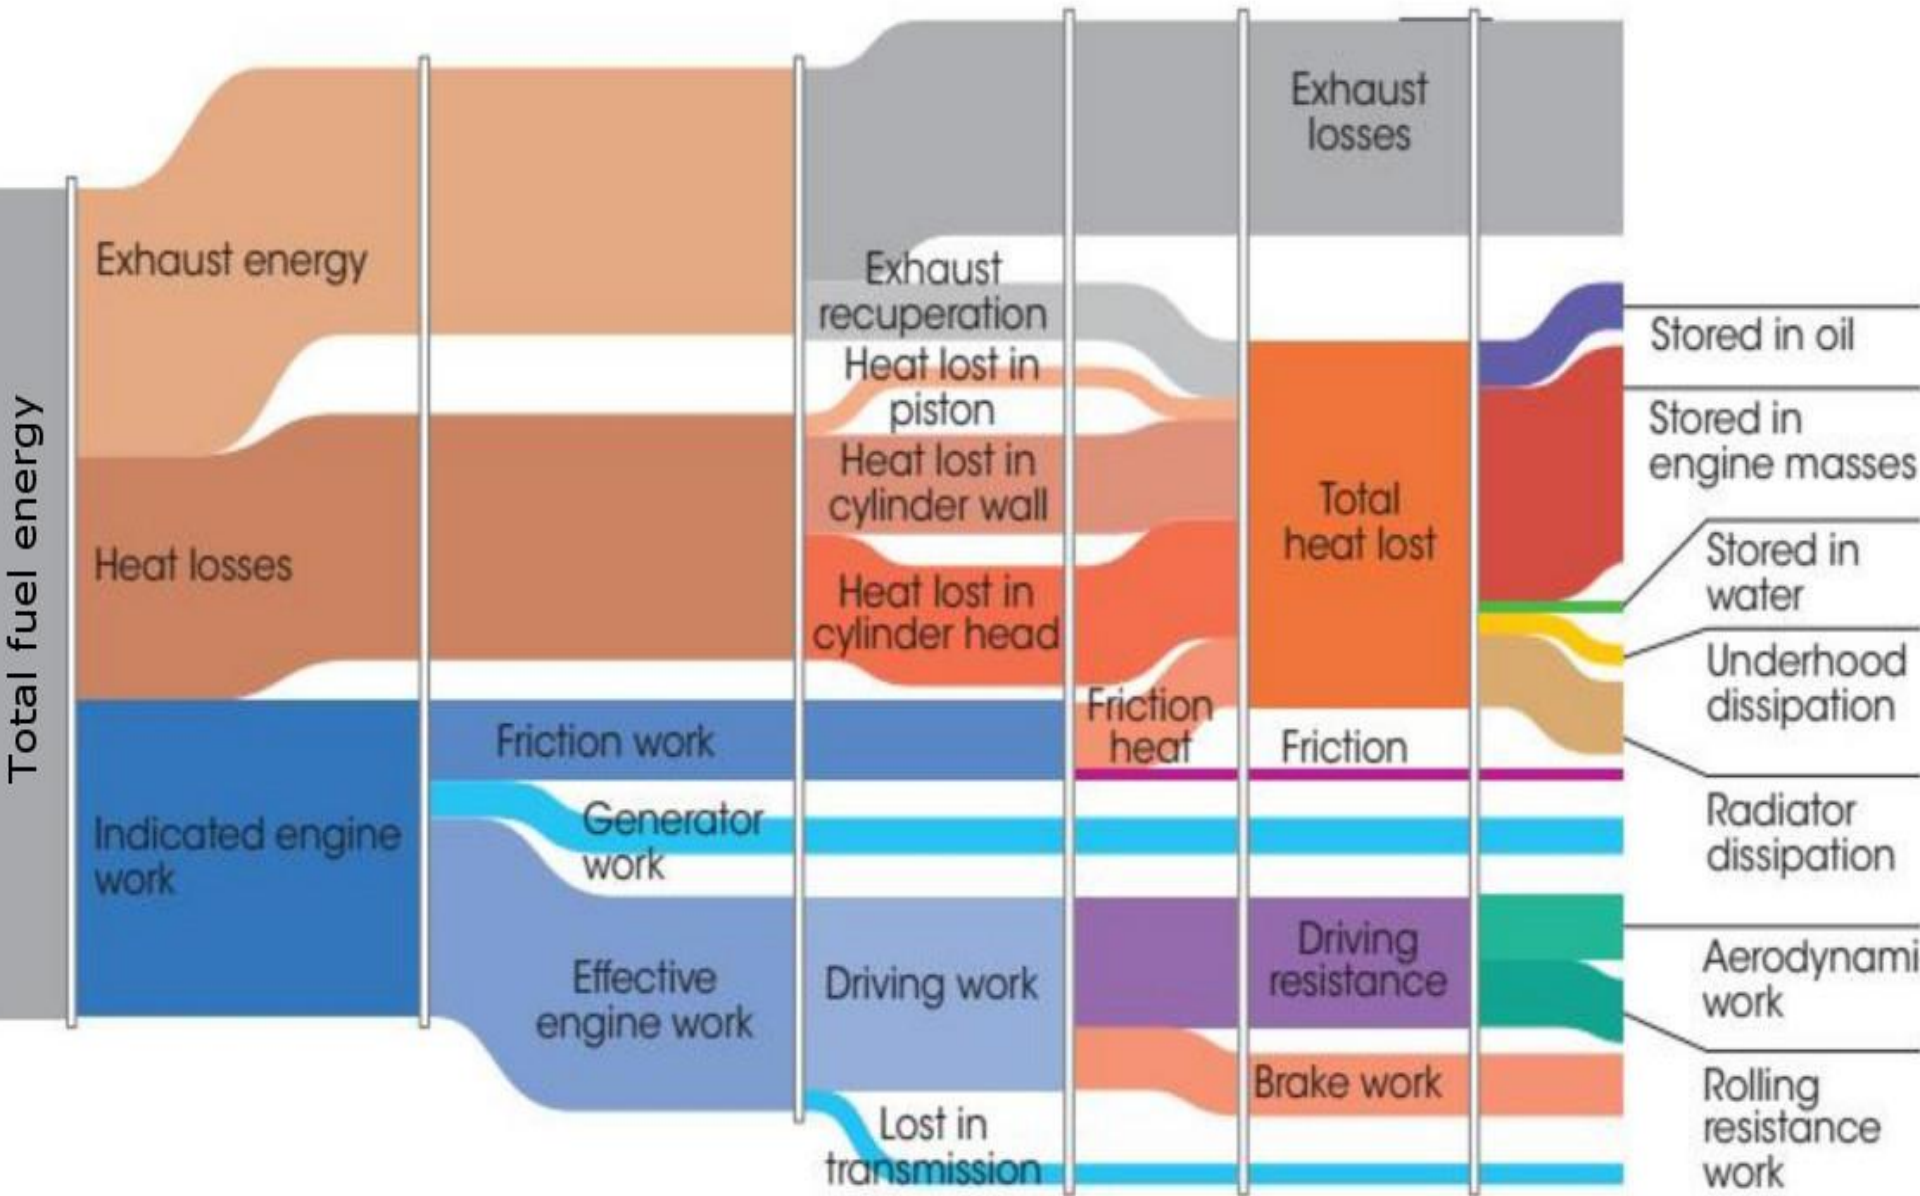 Total fuel energy
Exhaust energy
Heat losses
Indicated engine
work
Friction work
Generator
work
Effective
engine work
Exhaust
recuperation
Heat lost in
piston
Heat lost in
cylinder wall
Heat lost in
cylinder head
Driving work
Lost in
transmission
Friction
heat
Exhaust
losses
Total
heat lost
Friction
Driving
resistance
Brake work
Stored in oil
Stored in
engine masses
Stored in
water
Underhood
dissipation
Radiator
dissipation
Aerodynami
work
Rolling
resistance
work